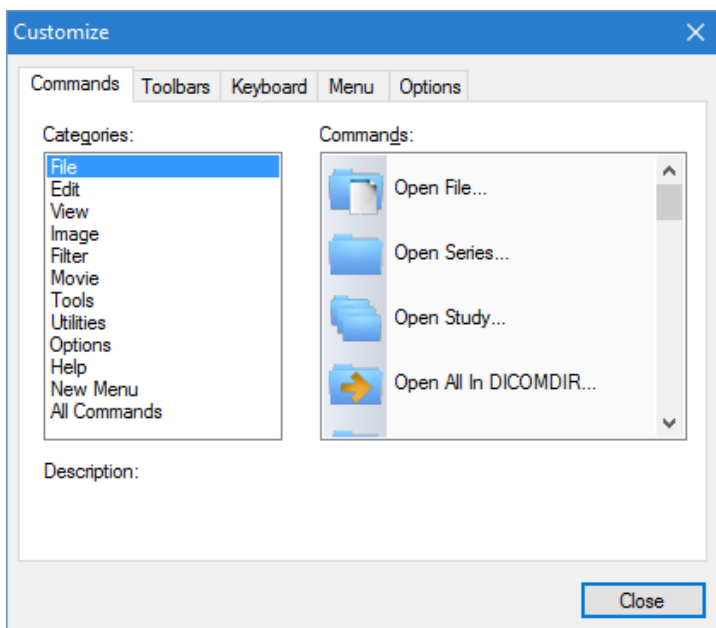 Customize
Commands Toolbars Keyboard Menu Options
Categories:
File
Edit
View
Image
Filter
Movie
Tools
Utilities
Options
Help
New Menu
All Commands
Commands:
Open File...
Open Series...
Open Study...
Open All In DICOMDIR...
Description:
Close